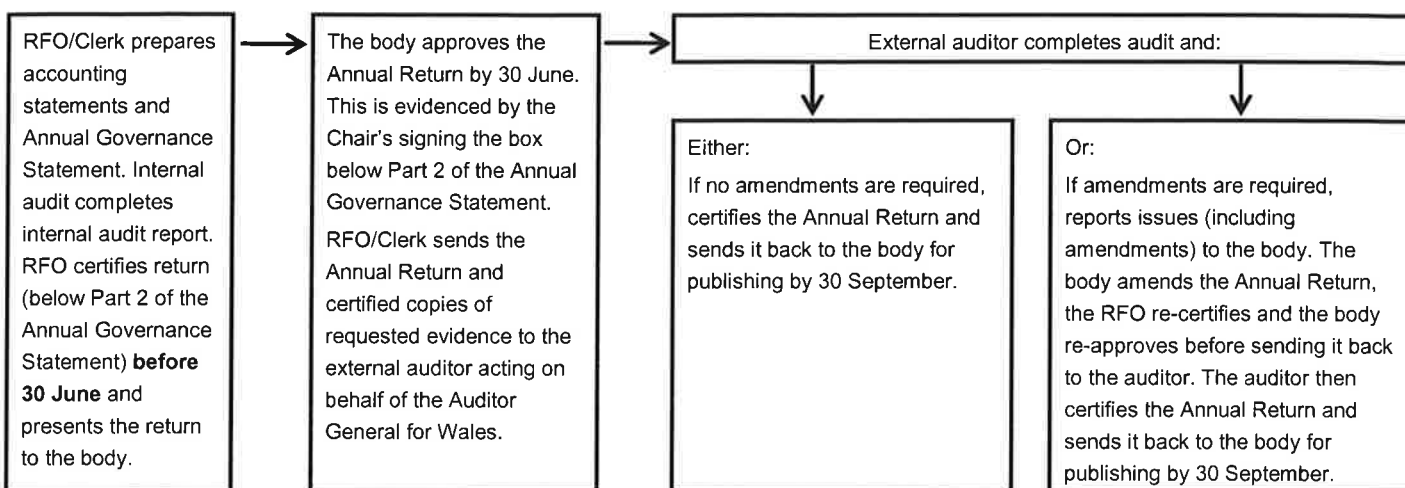 RFO/Clerk prepares
accounting
statements and
Annual Governance
Statement. Internal
audit completes
internal audit report.
RFO certifies return
(below Part 2 of the
Annual Governance
Statement) before
30 June and
presents the return
to the body.
The body approves the
Annual Return by 30 June.
This is evidenced by the
Chair's signing the box
below Part 2 of the Annual
Governance Statement.
RFO/Clerk sends the
Annual Return and
certified copies of
requested evidence to the
external auditor acting on
behalf of the Auditor
General for Wales.
External auditor completes audit and:
Either:
If no amendments are required,
certifies the Annual Return and
sends it back to the body for
publishing by 30 September.
Or:
If amendments are required,
reports issues (including
amendments) to the body. The
body amends the Annual Return,
the RFO re-certifies and the body
re-approves before sending it back
to the auditor. The auditor then
certifies the Annual Return and
sends it back to the body for
publishing by 30 September.